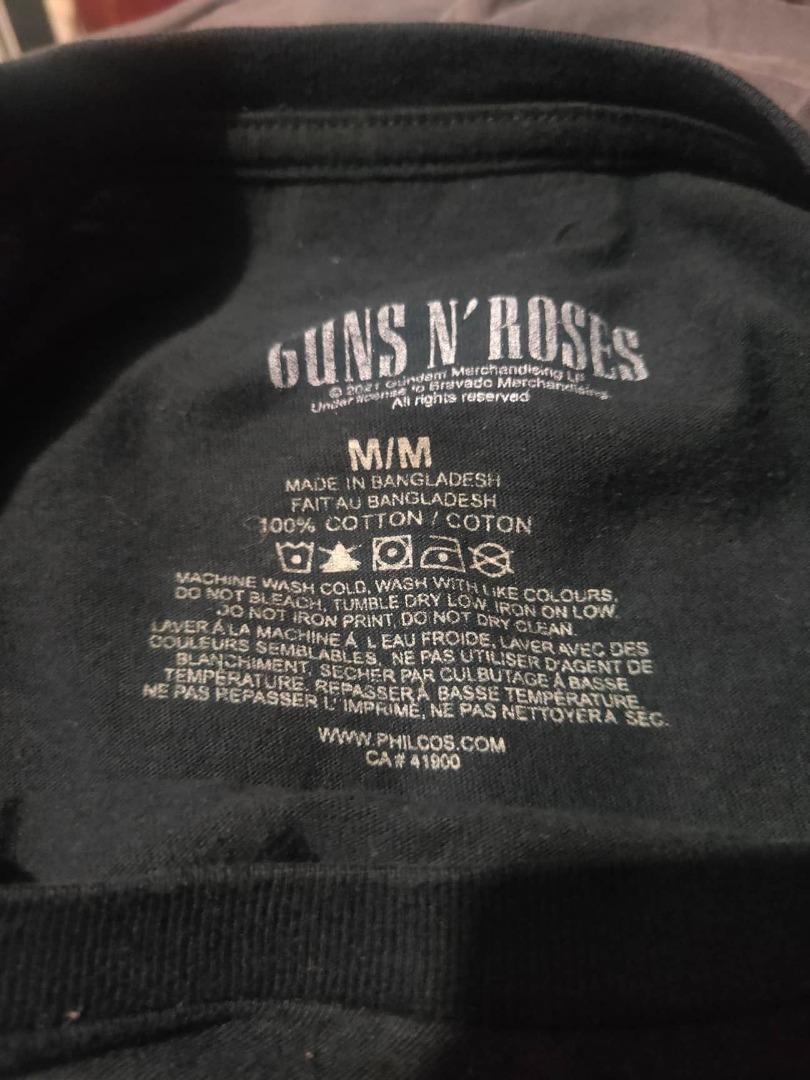 GUNS N' ROSES
© 2021 Gundam Merchandising LP
Under license to Bravado Merchandising
All rights reserved
M/M
MADE IN BANGLADESH
FAIT AU BANGLADESH
100% COTTON / COTON
MACHINE WASH COLD, WASH WITH LIKE COLOURS,
DO NOT BLEACH, TUMBLE DRY LOW, IRON ON LOW.
DO NOT IRON PRINT, DO NOT DRY CLEAN.
LAVER À LA MACHINE Á L EAU FROIDE, LAVER AVEC DES
COULEURS SEMBLABLES, NE PAS UTILISER D'AGENT DE
BLANCHIMENT, SECHER PAR CULBUTAGE À BASSE
TEMPÉRATURE, REPASSER À BASSE TEMPÉRATURE.
NE PAS REPASSER L' IMPRIMÉ, NE PAS NETTOYER A SEC.
WWW.PHILCOS.COM
CA# 41900